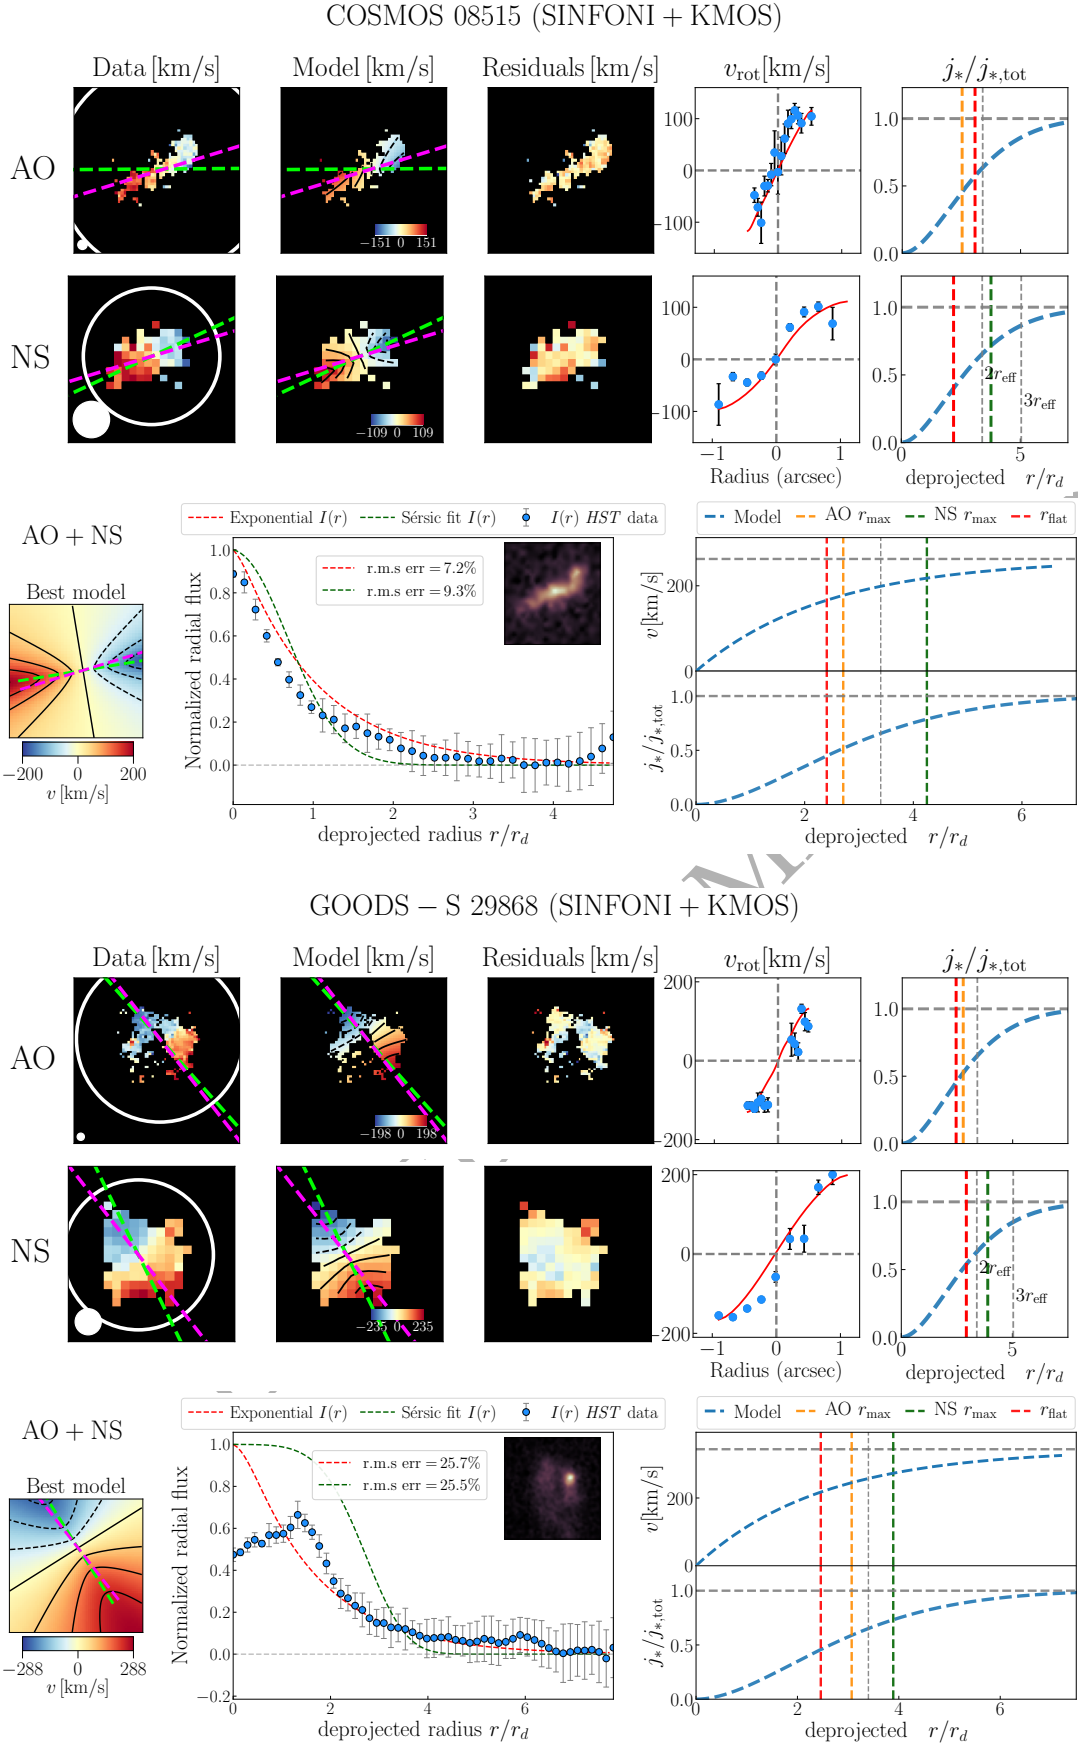 COSMOS 08515 (SINFONI + KMOS)
Data [km/s] Model [km/s] Residuals [km/s] v_rot[km/s] j_*/j_*,tot
AO
−151 0 151
100
0
−100
1.0
0.5
0.0
NS
−109 0 109
100
0
−100
−1 0 1
Radius (arcsec)
1.0
0.5
0.0
2r_eff
3r_eff
0 5
deprojected r/r_d
AO + NS
Best model
−200 0 200
v [km/s]
Exponential I(r) Sérsic fit I(r) I(r) HST data
r.m.s err = 7.2%
r.m.s err = 9.3%
Normalized radial flux
1.0
0.8
0.6
0.4
0.2
0.0
0 1 2 3 4
deprojected radius r/r_d
Model AO r_max NS r_max r_flat
v[km/s]
200
0
j_*/j_*,tot
1.0
0.5
0.0
0 2 4 6
deprojected r/r_d
GOODS − S 29868 (SINFONI + KMOS)
Data [km/s] Model [km/s] Residuals [km/s] v_rot[km/s] j_*/j_*,tot
AO
−198 0 198
200
100
0
−100
−200
1.0
0.5
0.0
NS
−235 0 235
200
0
−200
−1 0 1
Radius (arcsec)
1.0
0.5
0.0
2r_eff
3r_eff
0 5
deprojected r/r_d
AO + NS
Best model
−288 0 288
v [km/s]
Exponential I(r) Sérsic fit I(r) I(r) HST data
r.m.s err = 25.7%
r.m.s err = 25.5%
Normalized radial flux
1.0
0.8
0.6
0.4
0.2
0.0
−0.2
0 2 4 6
deprojected radius r/r_d
Model AO r_max NS r_max r_flat
v[km/s]
200
0
j_*/j_*,tot
1.0
0.5
0.0
0 2 4 6
deprojected r/r_d